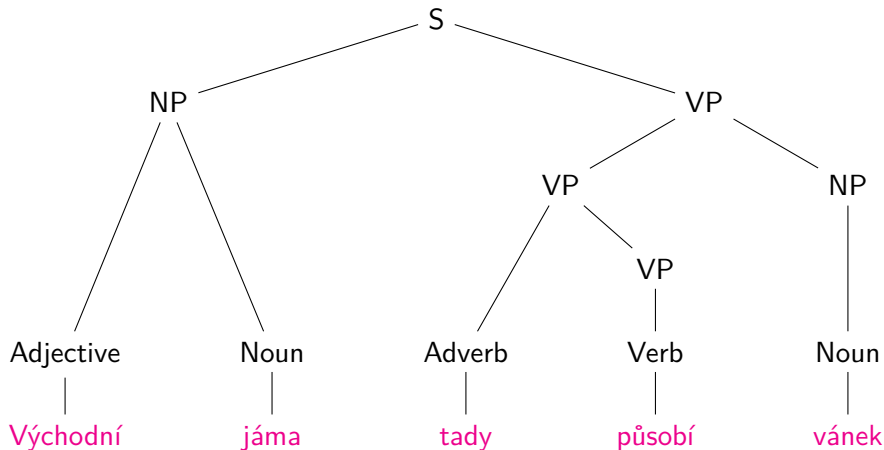 S
NP VP
VP NP
VP
Adjective Noun Adverb Verb Noun
Východní jáma tady působí vánek